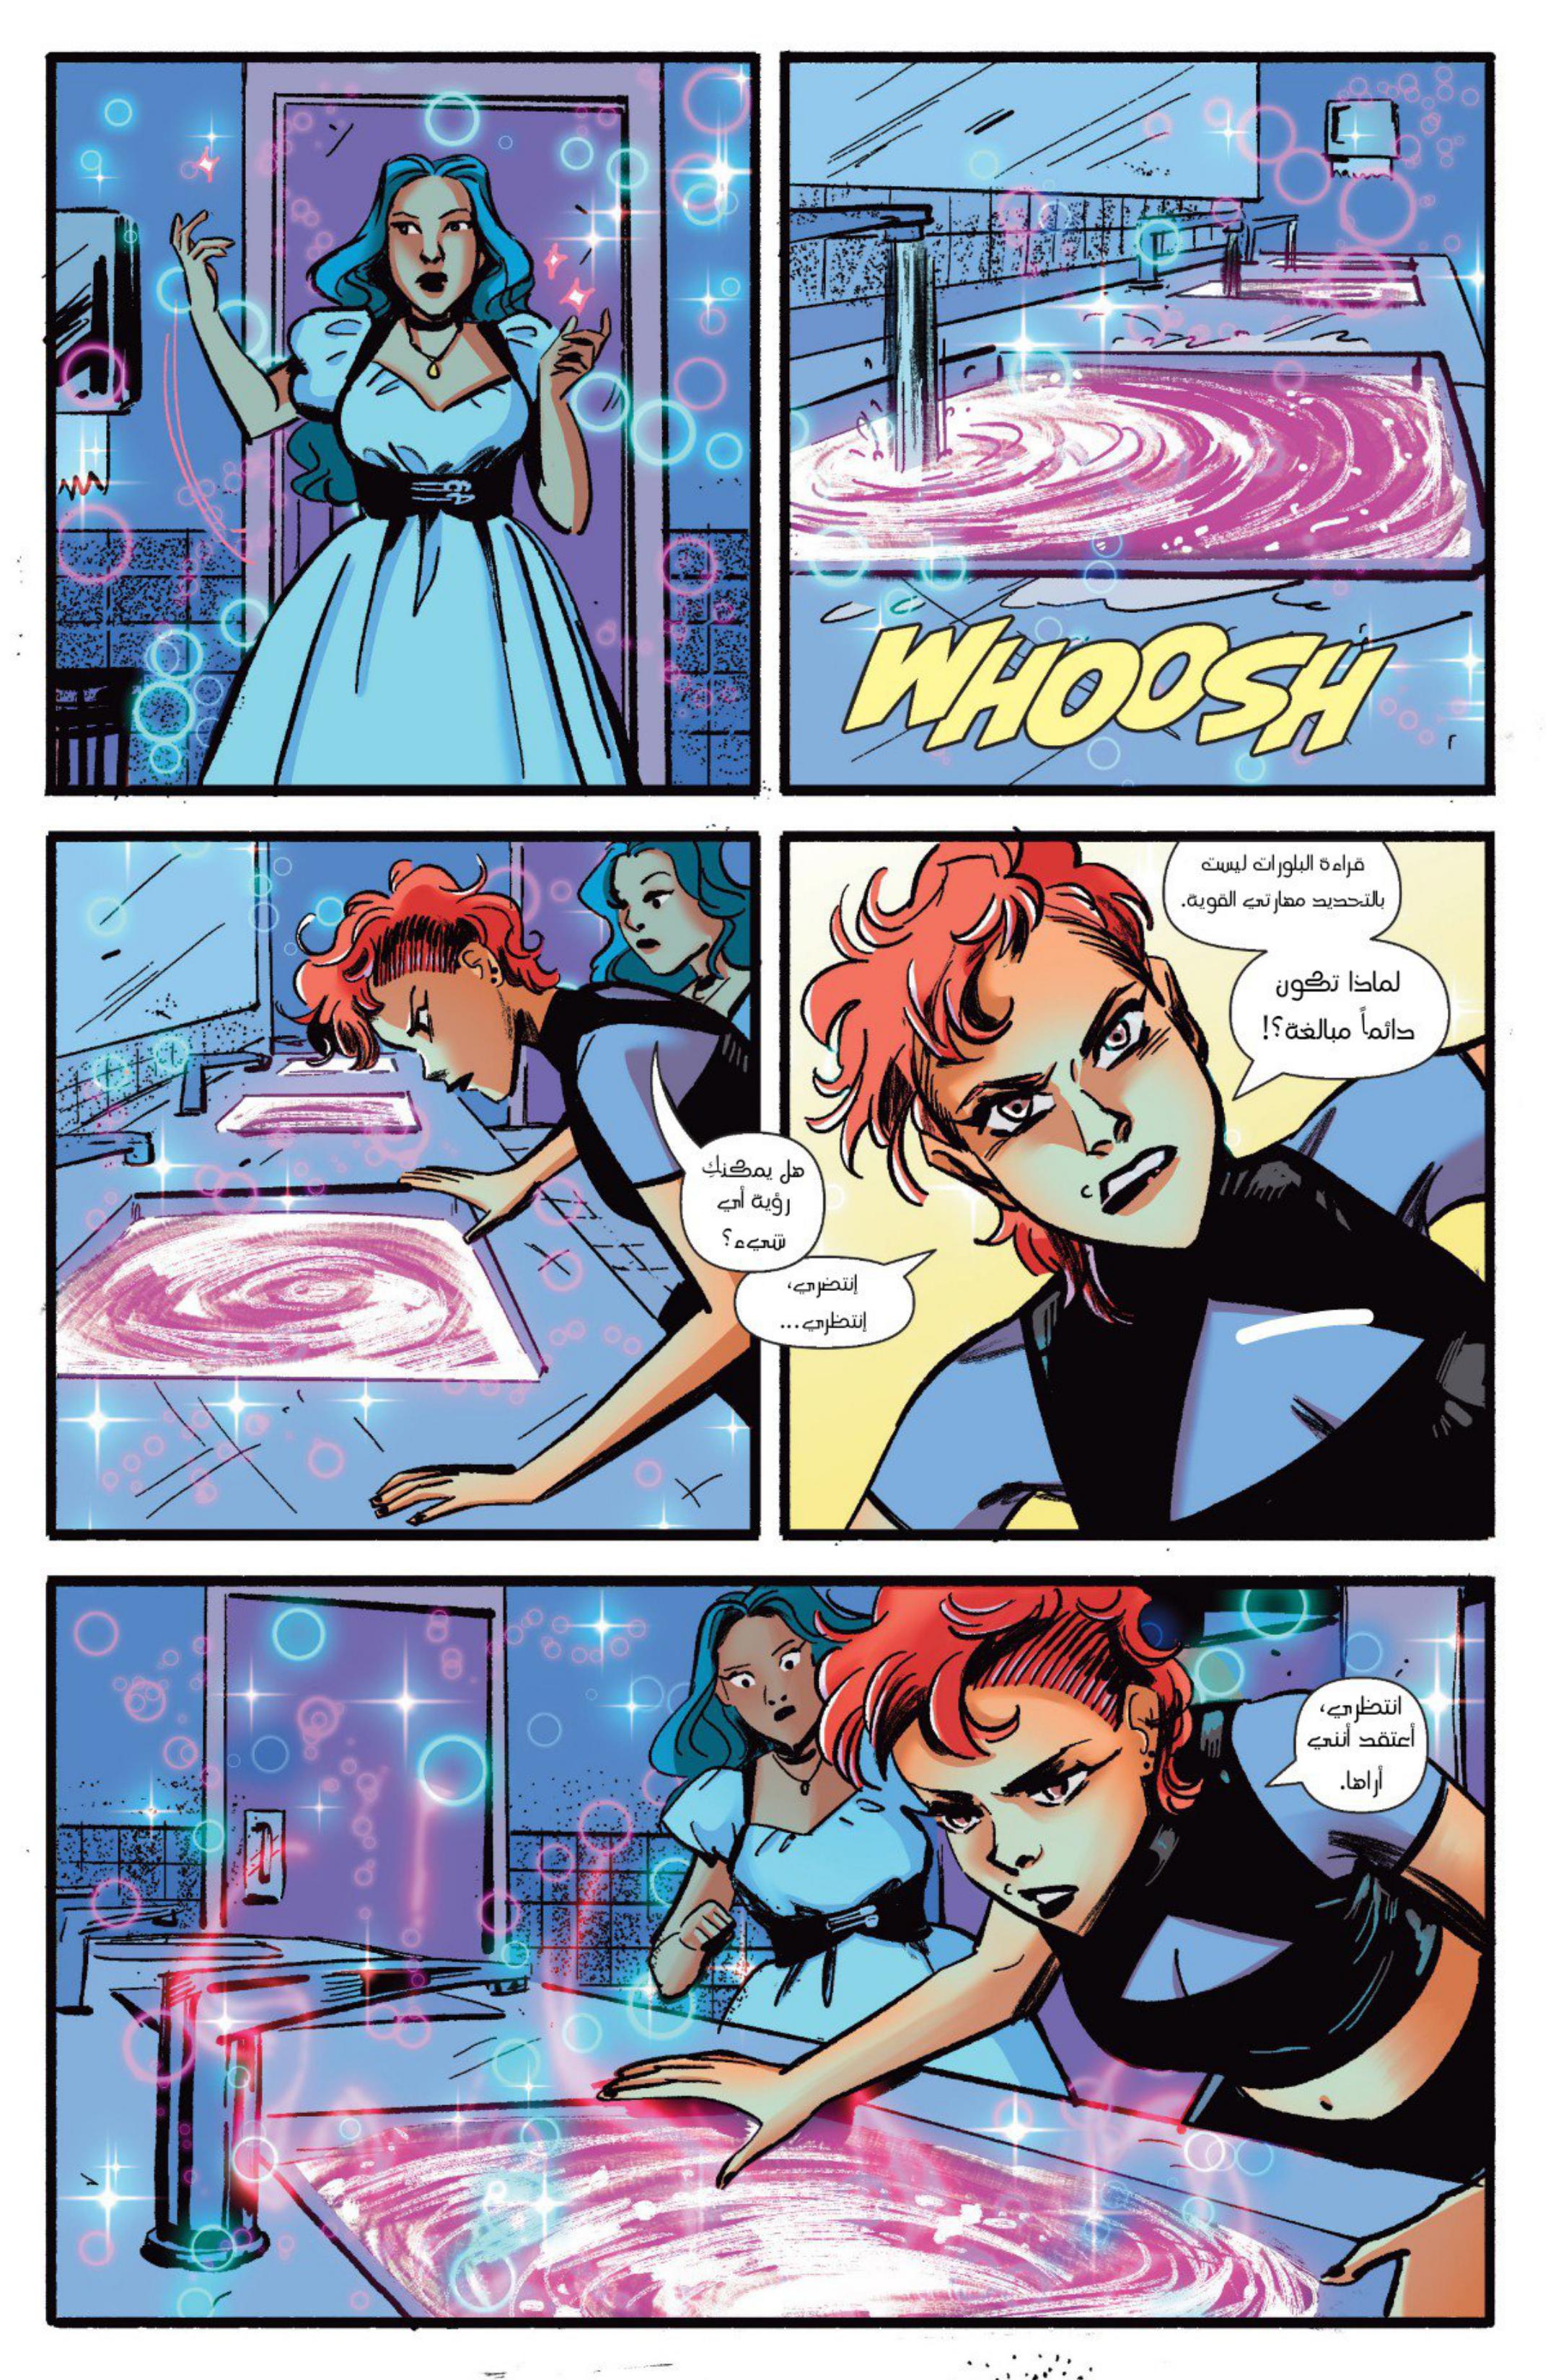 WHOOSH
هل يمكنكِ
رؤية أي
شيء؟
إنتضري،
إنتظري...
قراءة البلورات ليست
بالتحديد مهارتي القوية.
لماذا تكون
دائماً مبالغة؟!
انتظري،
أعتقد أنني
أراها.